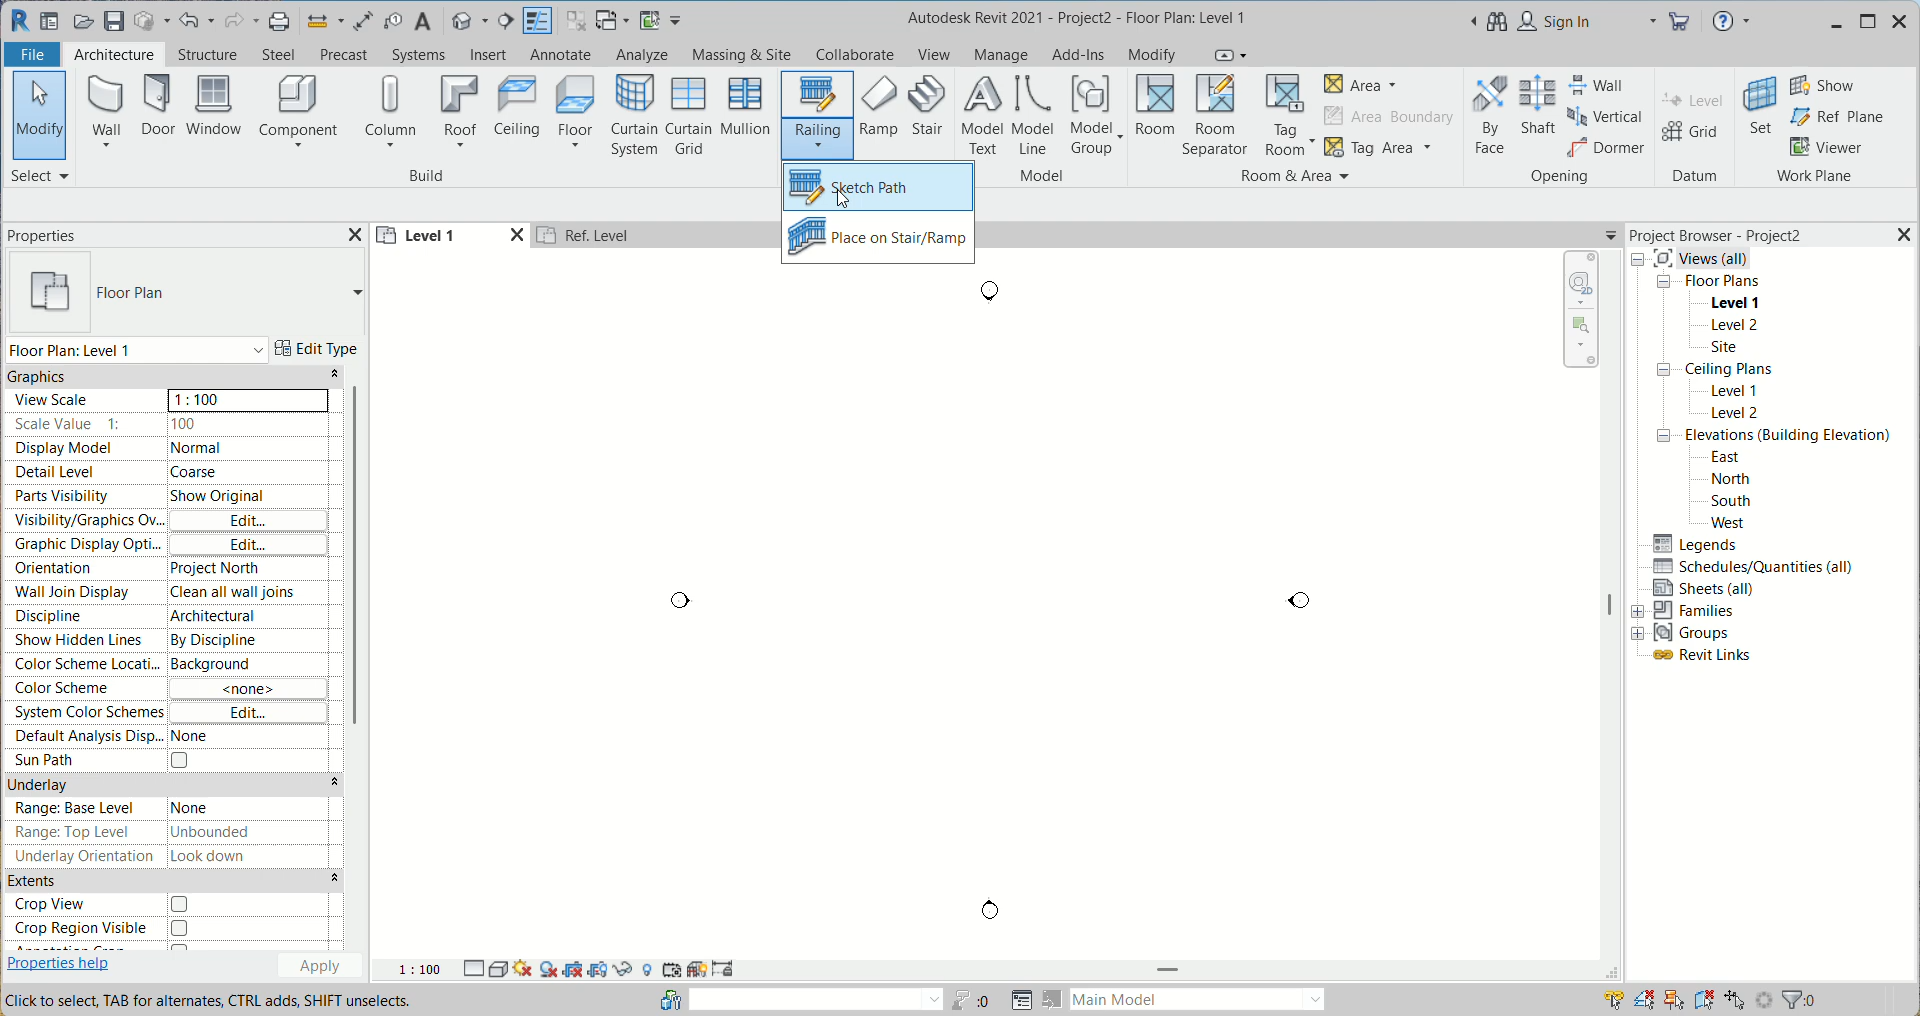 Autodesk Revit 2021 - Project2 - Floor Plan: Level 1
Sign In
File Architecture Structure Steel Precast Systems Insert Annotate Analyze Massing & Site Collaborate View Manage Add-Ins Modify
Modify
Wall
Door
Window
Component
Column
Roof
Ceiling
Floor
Curtain System
Curtain Grid
Mullion
Railing
Ramp
Stair
Model Text
Model Line
Model Group
Room
Room Separator
Tag Room
Area
Area Boundary
Tag Area
By Face
Shaft
Wall
Vertical
Dormer
Level
Grid
Set
Show
Ref Plane
Viewer
Select
Build
Model
Room & Area
Opening
Datum
Work Plane
Sketch Path
Place on Stair/Ramp
Properties
Level 1
Ref. Level
Project Browser - Project2
Floor Plan
Floor Plan: Level 1
Edit Type
Graphics
View Scale 1 : 100
Scale Value 1: 100
Display Model Normal
Detail Level Coarse
Parts Visibility Show Original
Visibility/Graphics Ov... Edit...
Graphic Display Opti... Edit...
Orientation Project North
Wall Join Display Clean all wall joins
Discipline Architectural
Show Hidden Lines By Discipline
Color Scheme Locati... Background
Color Scheme <none>
System Color Schemes Edit...
Default Analysis Disp... None
Sun Path
Underlay
Range: Base Level None
Range: Top Level Unbounded
Underlay Orientation Look down
Extents
Crop View
Crop Region Visible
Properties help
Apply
2D
Views (all)
Floor Plans
Level 1
Level 2
Site
Ceiling Plans
Level 1
Level 2
Elevations (Building Elevation)
East
North
South
West
Legends
Schedules/Quantities (all)
Sheets (all)
Families
Groups
Revit Links
1 : 100
Click to select, TAB for alternates, CTRL adds, SHIFT unselects.
:0
Main Model
:0